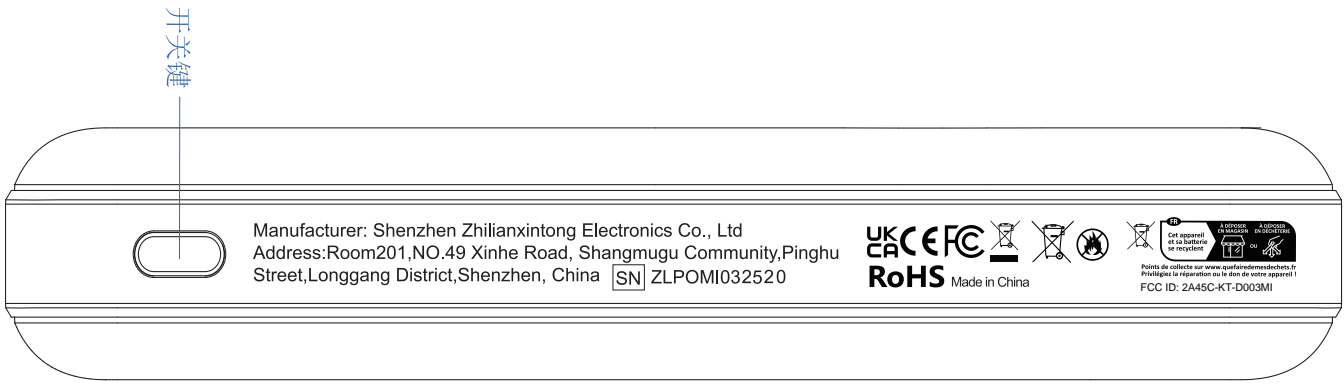 开关键
Manufacturer: Shenzhen Zhilianxintong Electronics Co., Ltd
Address:Room201,NO.49 Xinhe Road, Shangmugu Community,Pinghu
Street,Longgang District,Shenzhen, China SN ZLPOMI032520
UK
CA CE FC
RoHS Made in China
FR
Cet appareil
et sa batterie
se recyclent
À DÉPOSER
EN MAGASIN
OU
À DÉPOSER
EN DÉCHÈTERIE
Points de collecte sur www.quefairedemesdechets.fr
Privilégiez la réparation ou le don de votre appareil !
FCC ID: 2A45C-KT-D003MI